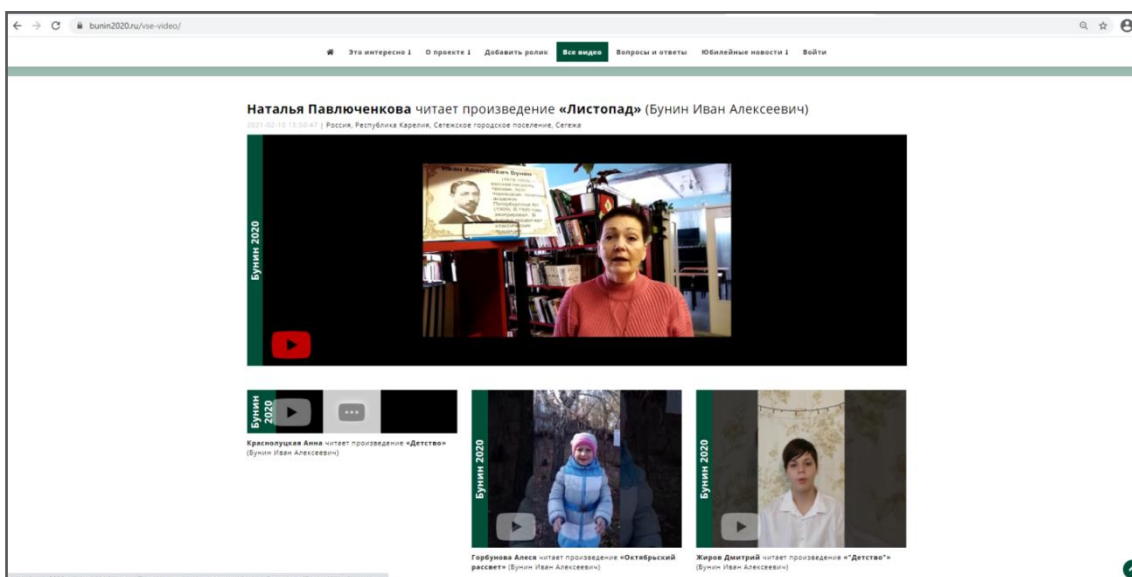 bunin2020.ru/vse-video/
Это интересно ⭳ О проекте ⭳ Добавить ролик Все видео Вопросы и ответы Юбилейные новости ⭳ Войти
Наталья Павлюченкова читает произведение «Листопад» (Бунин Иван Алексеевич)
| Россия, Республика Карелия, Сегежское городское поселение, Сегежа
Бунин 2020
Иван Алексеевич Бунин
Бунин
2020
Краснолуцкая Анна читает произведение «Детство»
(Бунин Иван Алексеевич)
Бунин 2020
Горбунова Алеся читает произведение «Октябрьский
рассвет» (Бунин Иван Алексеевич)
Бунин 2020
Жиров Дмитрий читает произведение «"Детство"»
(Бунин Иван Алексеевич)